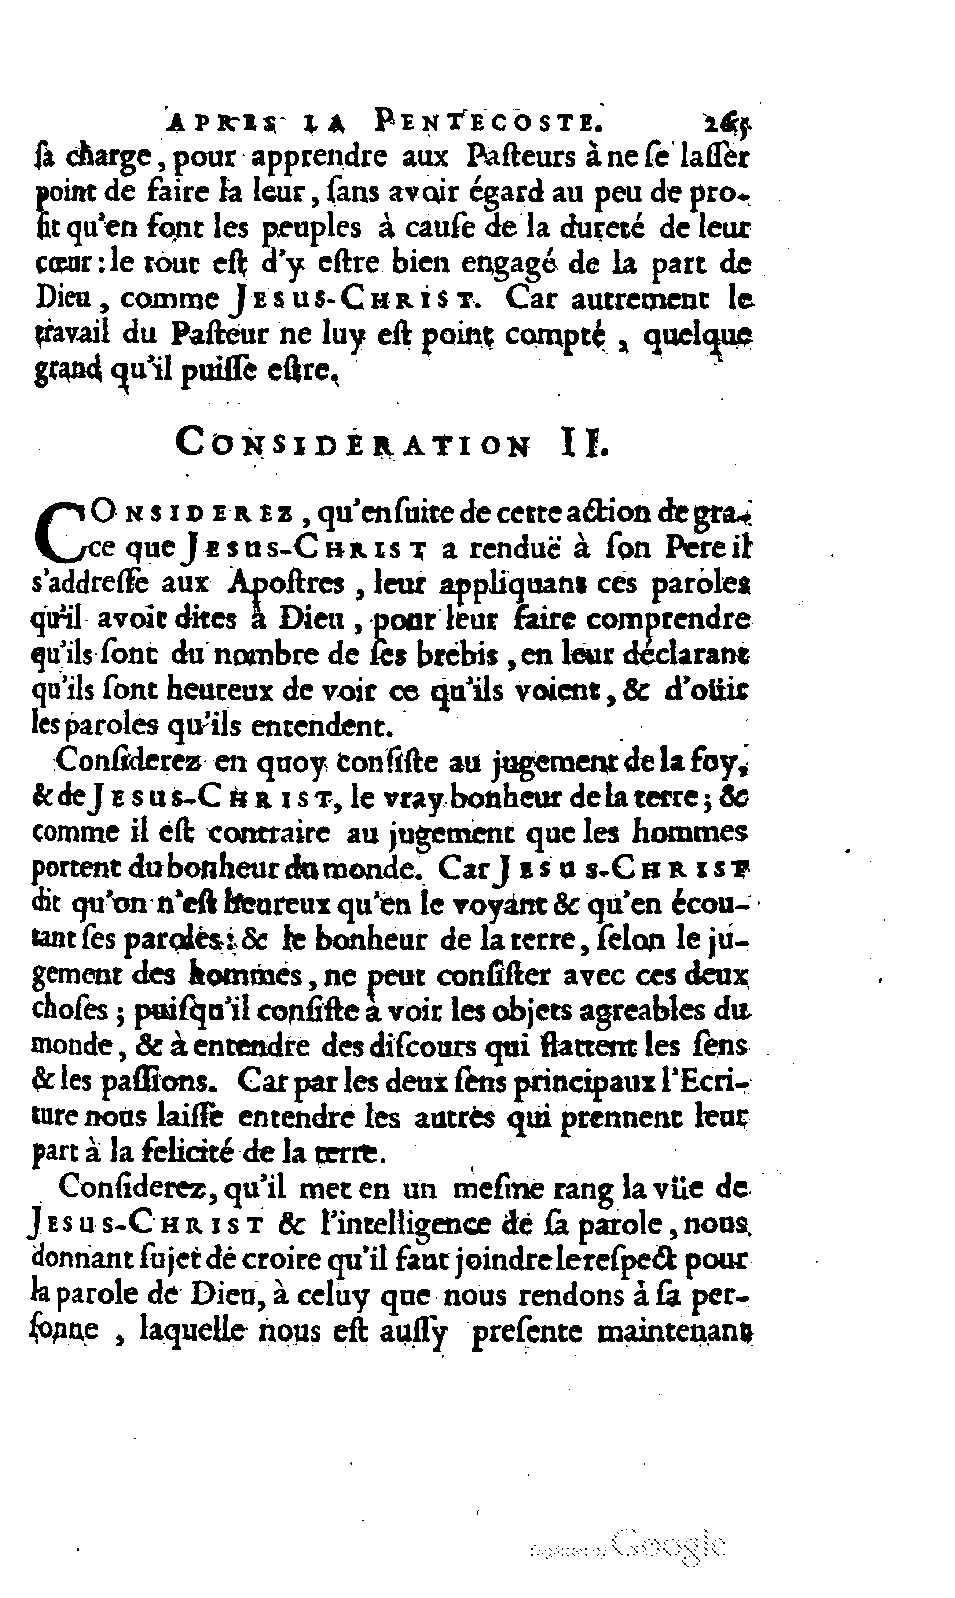 APRES LA PENTECOSTE. 265
ſa charge, pour apprendre aux Paſteurs à ne ſe laſſer
point de faire la leur, ſans avoir égard au peu de pro-
fit qu'en font les peuples à cauſe de la dureté de leur
cœur: le tout eſt d'y eſtre bien engagé de la part de
Dieu, comme JESUS-CHRIST. Car autrement le
travail du Paſteur ne luy eſt point compté, quelque
grand qu'il puiſſe eſtre.
CONSIDERATION II.
CONSIDEREZ, qu'enſuite de cette action de gra-
ce que JESUS-CHRIST a renduë à ſon Pere il
s'addreſſe aux Apoſtres, leur appliquant ces paroles
qu'il avoit dites à Dieu, pour leur faire comprendre
qu'ils ſont du nombre de ſes brebis, en leur déclarant
qu'ils ſont heureux de voir ce qu'ils voient, & d'oüir
les paroles qu'ils entendent.
Conſiderez en quoy conſiſte au jugement de la foy,
& de JESUS-CHRIST, le vray bonheur de la terre; &
comme il eſt contraire au jugement que les hommes
portent du bonheur du monde. Car JESUS-CHRIST
dit qu'on n'eſt heureux qu'en le voyant & qu'en écou-
tant ſes paroles: & le bonheur de la terre, ſelon le ju-
gement des hommes, ne peut conſiſter avec ces deux
choſes; puiſqu'il conſiſte à voir les objets agreables du
monde, & à entendre des diſcours qui flattent les ſens
& les paſſions. Car par les deux ſens principaux l'Ecri-
ture nous laiſſe entendre les autres qui prennent leur
part à la felicité de la terre.
Conſiderez, qu'il met en un meſme rang la vüe de
JESUS-CHRIST & l'intelligence de ſa parole, nous
donnant ſujet de croire qu'il faut joindre le reſpect pour
la parole de Dieu, à celuy que nous rendons à ſa per-
ſonne, laquelle nous eſt auſſy preſente maintenant
Digitized by Google